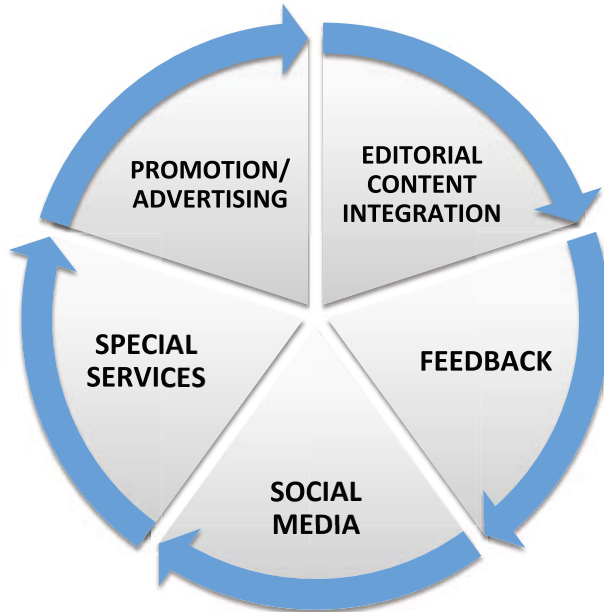 PROMOTION/
ADVERTISING
EDITORIAL
CONTENT
INTEGRATION
FEEDBACK
SOCIAL
MEDIA
SPECIAL
SERVICES